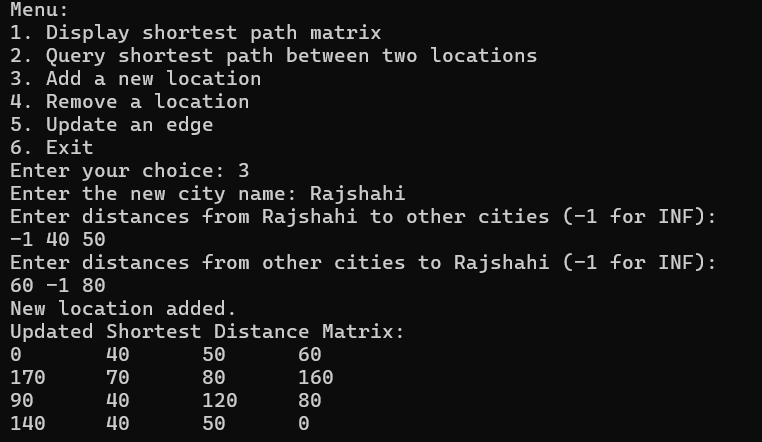 Menu:
1. Display shortest path matrix
2. Query shortest path between two locations
3. Add a new location
4. Remove a location
5. Update an edge
6. Exit
Enter your choice: 3
Enter the new city name: Rajshahi
Enter distances from Rajshahi to other cities (-1 for INF):
-1 40 50
Enter distances from other cities to Rajshahi (-1 for INF):
60 -1 80
New location added.
Updated Shortest Distance Matrix:
0 40 50 60
170 70 80 160
90 40 120 80
140 40 50 0